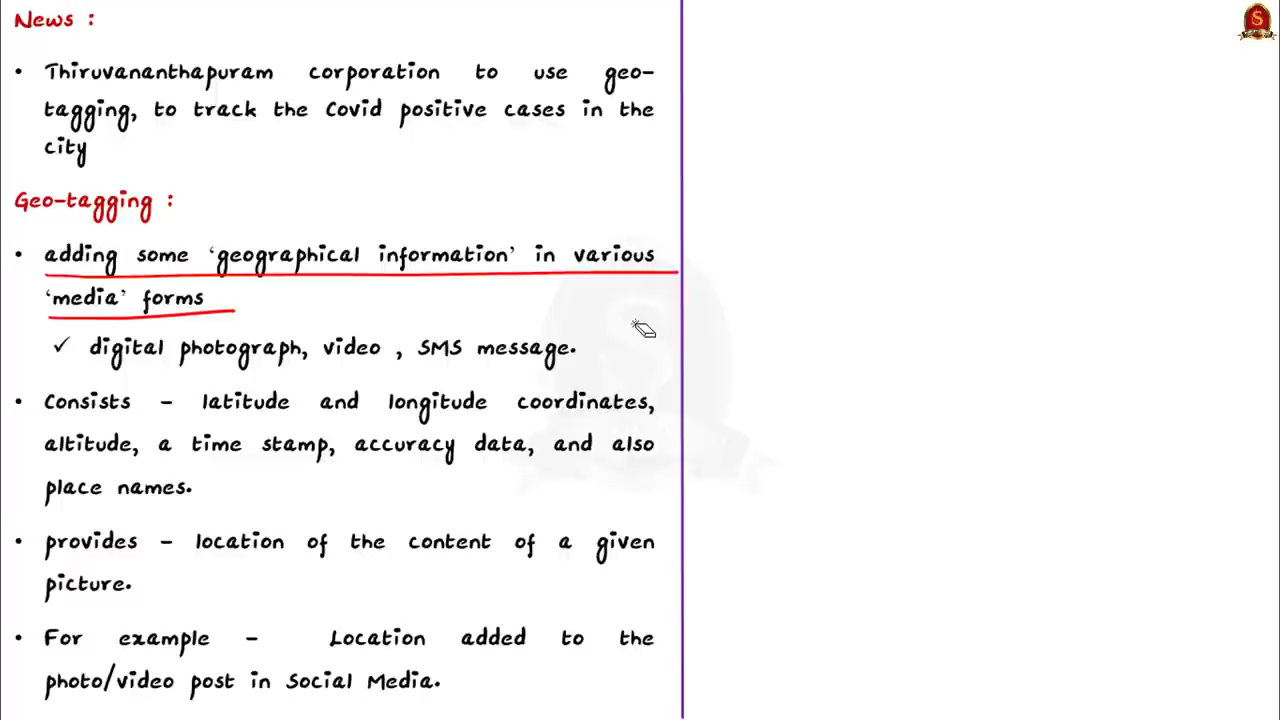 News :
• Thiruvananthapuram corporation to use geo-
tagging, to track the Covid positive cases in the
city
Geo-tagging :
• adding some ‘geographical information’ in various
‘media’ forms
✓ digital photograph, video , SMS message.
• Consists – latitude and longitude coordinates,
altitude, a time stamp, accuracy data, and also
place names.
• provides – location of the content of a given
picture.
• For example – Location added to the
photo/video post in Social Media.